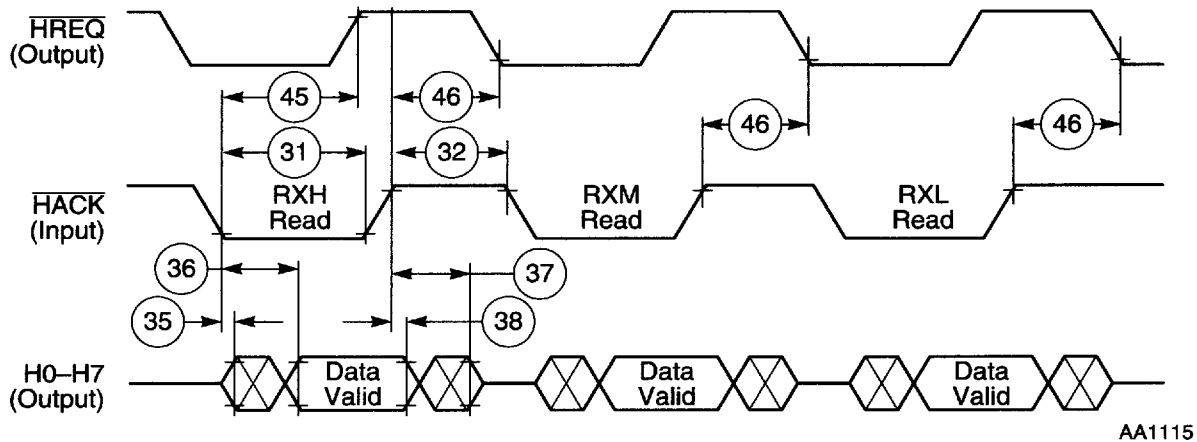 HREQ
(Output)
45
46
46
46
31
32
HACK
(Input)
RXH
Read
RXM
Read
RXL
Read
36
37
35
38
H0–H7
(Output)
Data
Valid
Data
Valid
Data
Valid
AA1115